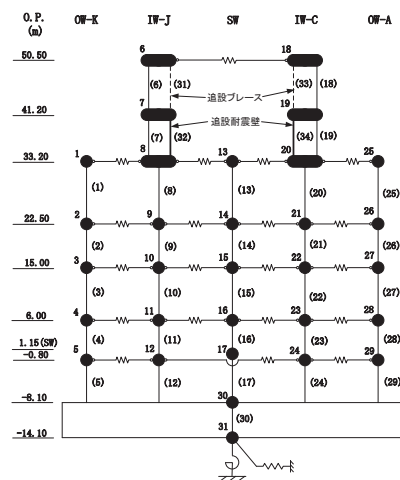 O.P. OW-K IW-J SW IW-C OW-A
(m)
6 18
50.50
(6) (31) (33) (18)
追設ブレース
41.20 7 19
追設耐震壁
(7) (32) (34) (19)
33.20 1 8 13 20 25
(1) (8) (13) (20) (25)
22.50 2 9 14 21 26
(2) (9) (14) (21) (26)
15.00 3 10 15 22 27
(3) (10) (15) (22) (27)
6.00 4 11 16 23 28
(4) (11) (16) (23) (28)
1.15(SW)
-0.80 5 12 17 24 29
(5) (12) (17) (24) (29)
-8.10 30
(30)
-14.10 31